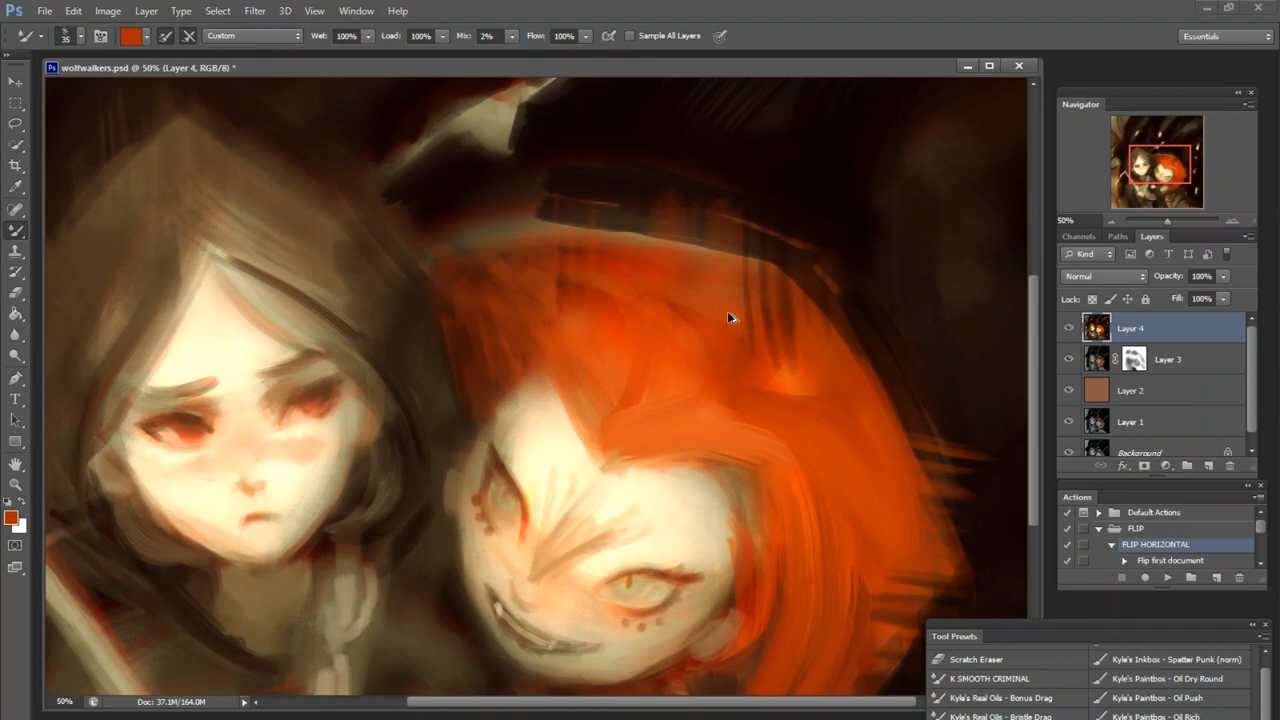 Ps File Edit Image Layer Type Select Filter 3D View Window Help
35 Custom Wet: 100% Load: 100% Mix: 2% Flow: 100% Sample All Layers Essentials
Ps wolfwalkers.psd @ 50% (Layer 4, RGB/8) *
Navigator
50%
Channels Paths Layers
Kind
Normal Opacity: 100%
Lock: Fill: 100%
Layer 4
Layer 3
Layer 2
Layer 1
Background
Actions
Default Actions
FLIP
FLIP HORIZONTAL
Flip first document
Tool Presets
Scratch Eraser Kyle's Inkbox - Spatter Punk (norm)
K SMOOTH CRIMINAL Kyle's Paintbox - Oil Dry Round
Kyle's Real Oils - Bonus Drag Kyle's Paintbox - Oil Push
Kyle's Real Oils - Bristle Drag Kyle's Paintbox - Oil Rich
50% Doc: 37.1M/164.0M